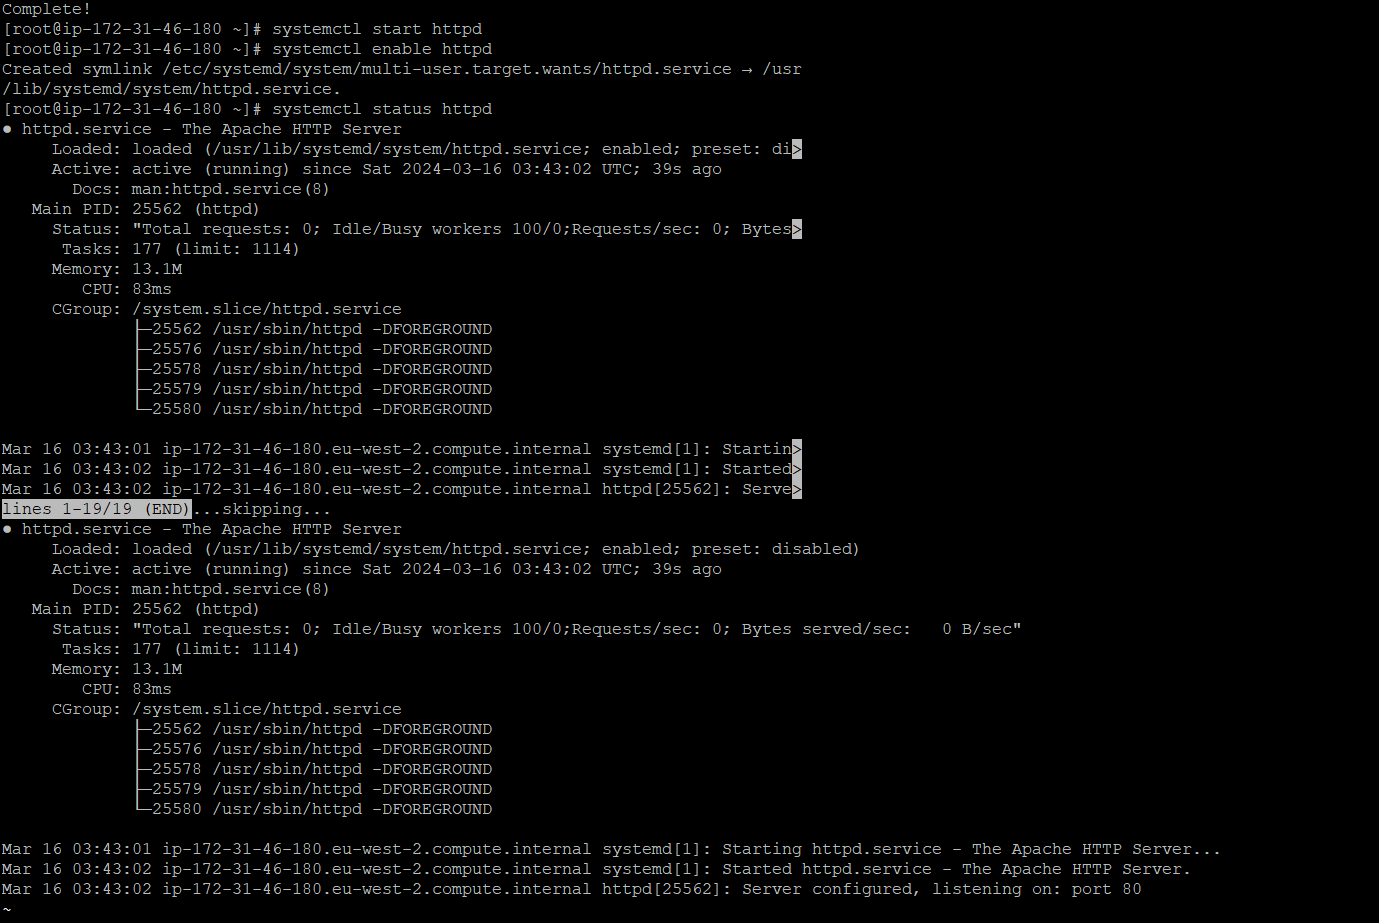 Complete!
[root@ip-172-31-46-180 ~]# systemctl start httpd
[root@ip-172-31-46-180 ~]# systemctl enable httpd
Created symlink /etc/systemd/system/multi-user.target.wants/httpd.service → /usr
/lib/systemd/system/httpd.service.
[root@ip-172-31-46-180 ~]# systemctl status httpd
● httpd.service - The Apache HTTP Server
     Loaded: loaded (/usr/lib/systemd/system/httpd.service; enabled; preset: di>
     Active: active (running) since Sat 2024-03-16 03:43:02 UTC; 39s ago
       Docs: man:httpd.service(8)
   Main PID: 25562 (httpd)
     Status: "Total requests: 0; Idle/Busy workers 100/0;Requests/sec: 0; Bytes>
      Tasks: 177 (limit: 1114)
     Memory: 13.1M
        CPU: 83ms
     CGroup: /system.slice/httpd.service
             ├─25562 /usr/sbin/httpd -DFOREGROUND
             ├─25576 /usr/sbin/httpd -DFOREGROUND
             ├─25578 /usr/sbin/httpd -DFOREGROUND
             ├─25579 /usr/sbin/httpd -DFOREGROUND
             └─25580 /usr/sbin/httpd -DFOREGROUND

Mar 16 03:43:01 ip-172-31-46-180.eu-west-2.compute.internal systemd[1]: Startin>
Mar 16 03:43:02 ip-172-31-46-180.eu-west-2.compute.internal systemd[1]: Started>
Mar 16 03:43:02 ip-172-31-46-180.eu-west-2.compute.internal httpd[25562]: Serve>
lines 1-19/19 (END)...skipping...
● httpd.service - The Apache HTTP Server
     Loaded: loaded (/usr/lib/systemd/system/httpd.service; enabled; preset: disabled)
     Active: active (running) since Sat 2024-03-16 03:43:02 UTC; 39s ago
       Docs: man:httpd.service(8)
   Main PID: 25562 (httpd)
     Status: "Total requests: 0; Idle/Busy workers 100/0;Requests/sec: 0; Bytes served/sec:   0 B/sec"
      Tasks: 177 (limit: 1114)
     Memory: 13.1M
        CPU: 83ms
     CGroup: /system.slice/httpd.service
             ├─25562 /usr/sbin/httpd -DFOREGROUND
             ├─25576 /usr/sbin/httpd -DFOREGROUND
             ├─25578 /usr/sbin/httpd -DFOREGROUND
             ├─25579 /usr/sbin/httpd -DFOREGROUND
             └─25580 /usr/sbin/httpd -DFOREGROUND

Mar 16 03:43:01 ip-172-31-46-180.eu-west-2.compute.internal systemd[1]: Starting httpd.service - The Apache HTTP Server...
Mar 16 03:43:02 ip-172-31-46-180.eu-west-2.compute.internal systemd[1]: Started httpd.service - The Apache HTTP Server.
Mar 16 03:43:02 ip-172-31-46-180.eu-west-2.compute.internal httpd[25562]: Server configured, listening on: port 80
~